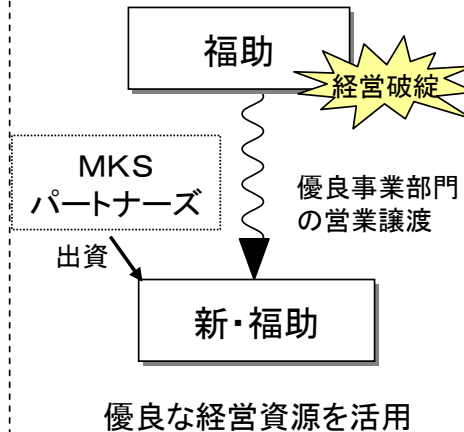 福助
経営破綻
MKS
パートナーズ
優良事業部門
の営業譲渡
出資
新・福助
優良な経営資源を活用